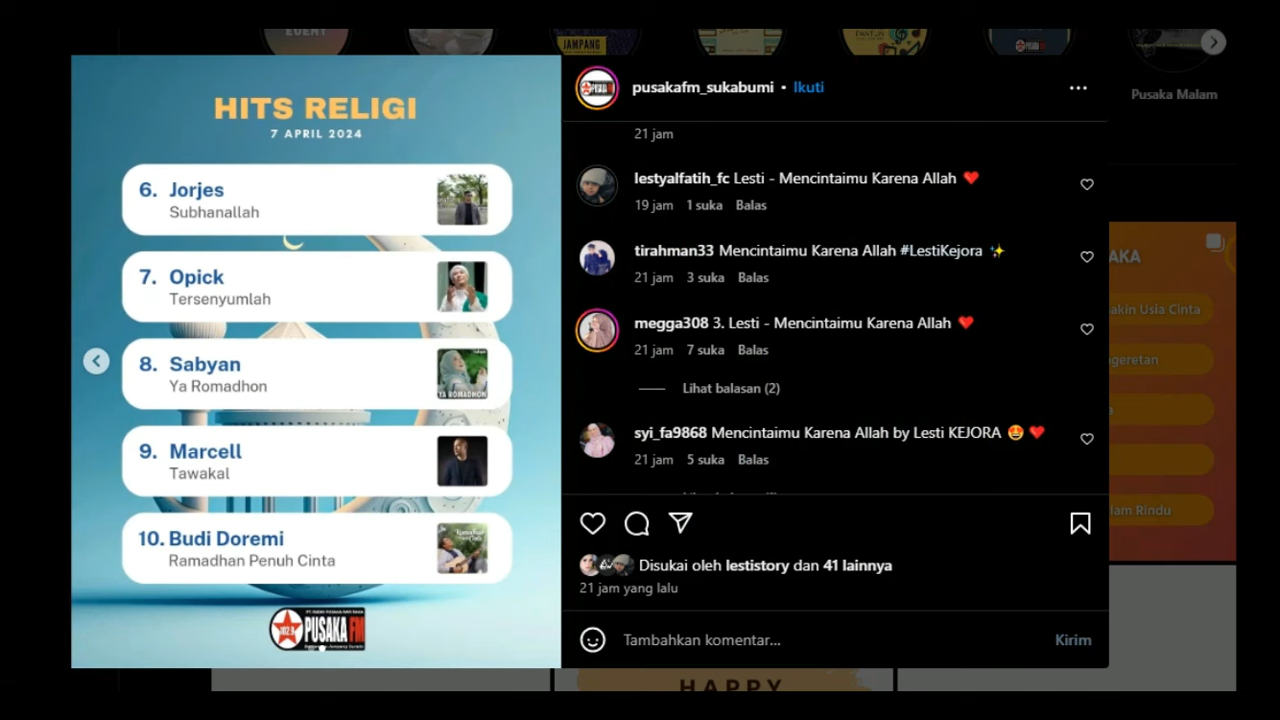 EVENT
JAMPANG
Pusaka Malam
HITS RELIGI
7 APRIL 2024
6. Jorjes
Subhanallah
7. Opick
Tersenyumlah
8. Sabyan
Ya Romadhon
YA ROMADHON
9. Marcell
Tawakal
10. Budi Doremi
Ramadhan Penuh Cinta
102.9 PUSAKA FM
pusakafm_sukabumi • Ikuti
21 jam
lestyalfatih_fc Lesti - Mencintaimu Karena Allah ❤️
19 jam 1 suka Balas
tirahman33 Mencintaimu Karena Allah #LestiKejora ✨
21 jam 3 suka Balas
megga308 3. Lesti - Mencintaimu Karena Allah ❤️
21 jam 7 suka Balas
Lihat balasan (2)
syi_fa9868 Mencintaimu Karena Allah by Lesti KEJORA 🤩❤️
21 jam 5 suka Balas
Disukai oleh lestistory dan 41 lainnya
21 jam yang lalu
Tambahkan komentar...
Kirim
AKA
akin Usia Cinta
geretan
lam Rindu
HAPPY